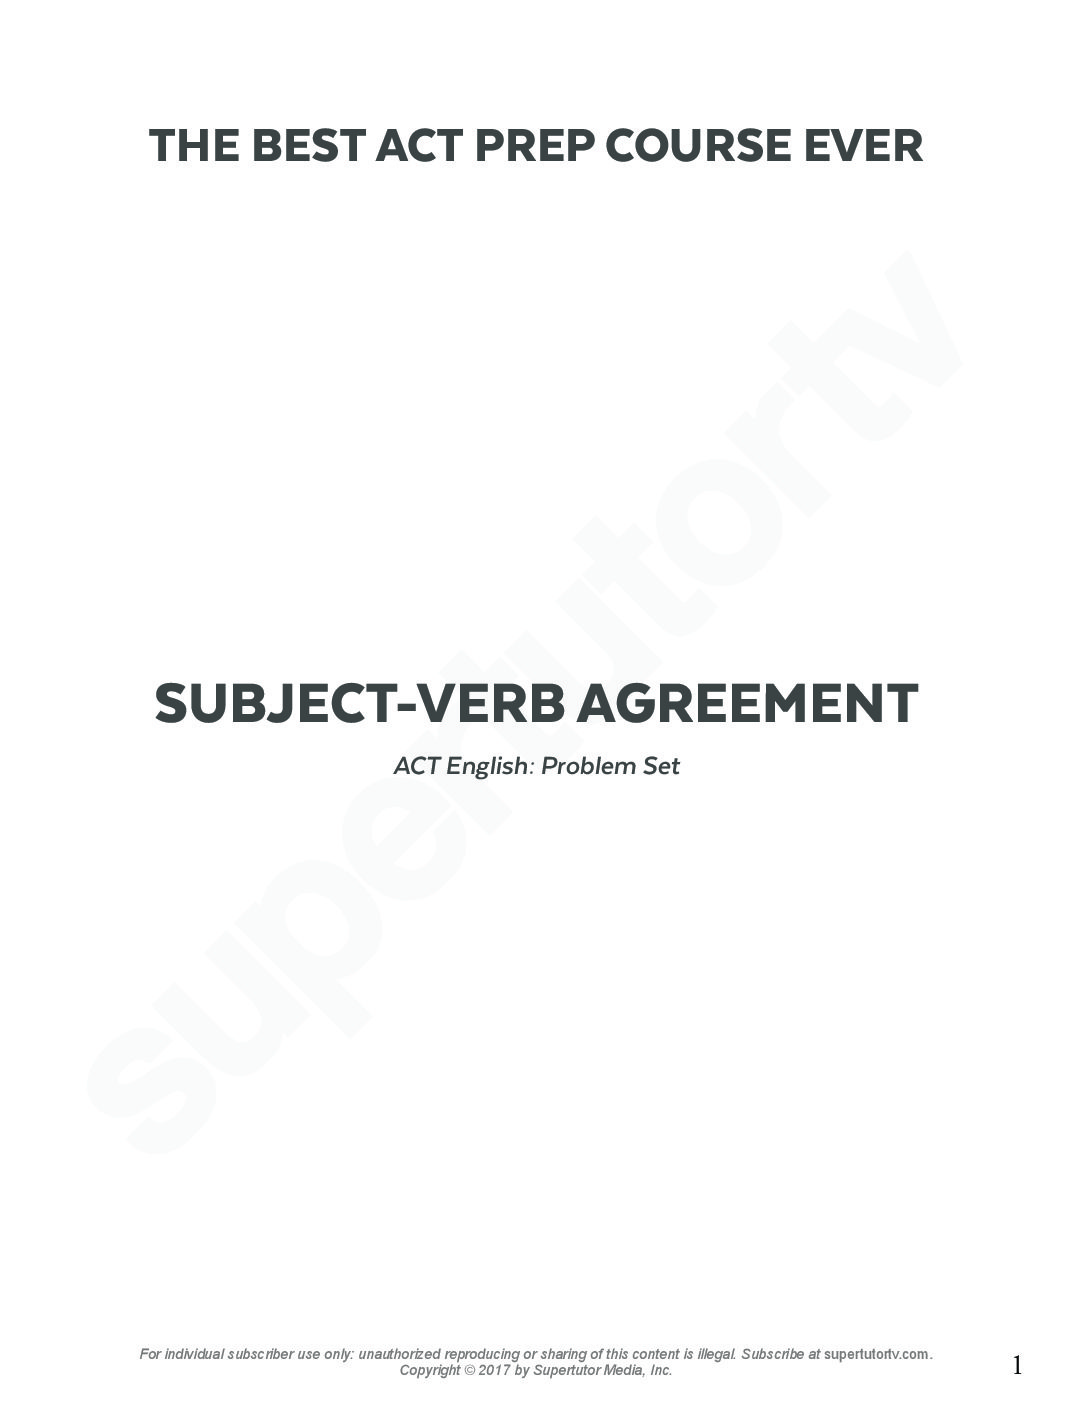 THE BEST ACT PREP COURSE EVER
supertutortv
SUBJECT-VERB AGREEMENT
ACT English: Problem Set
For individual subscriber use only: unauthorized reproducing or sharing of this content is illegal. Subscribe at supertutortv.com.
Copyright © 2017 by Supertutor Media, Inc.
1